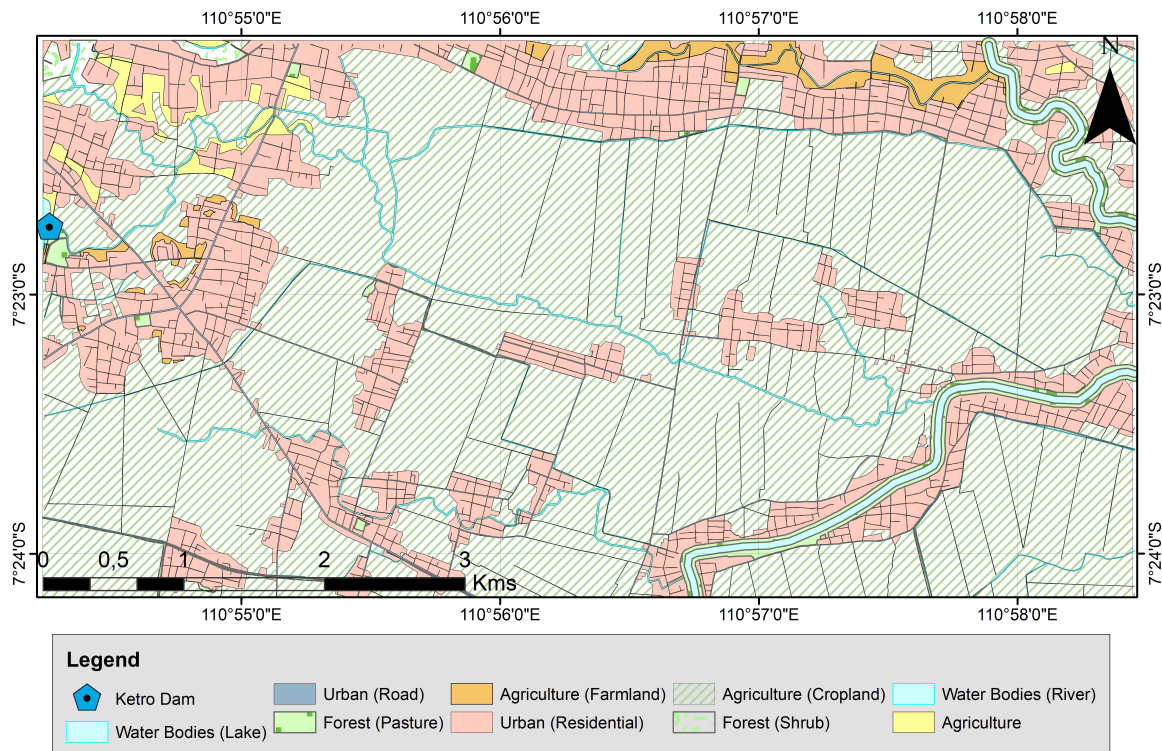 110°55'0"E 110°56'0"E 110°57'0"E 110°58'0"E
N
7°23'0"S 7°23'0"S
7°24'0"S 7°24'0"S
0 0,5 1 2 3
Kms
110°55'0"E 110°56'0"E 110°57'0"E 110°58'0"E
Legend
Ketro Dam Urban (Road) Agriculture (Farmland) Agriculture (Cropland) Water Bodies (River)
Water Bodies (Lake) Forest (Pasture) Urban (Residential) Forest (Shrub) Agriculture